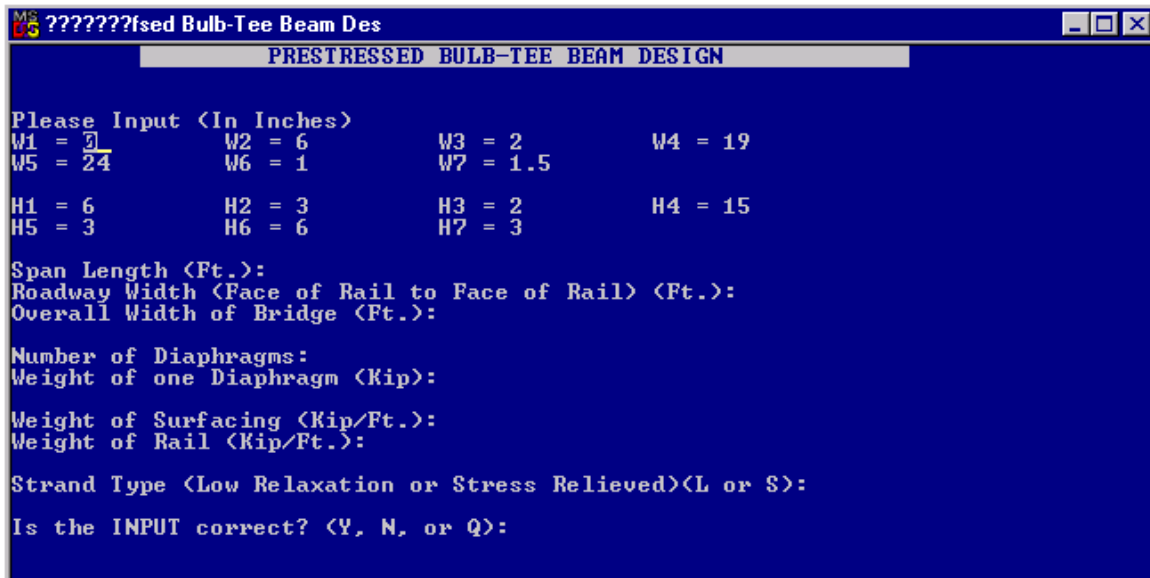 ???????fsed Bulb-Tee Beam Des
PRESTRESSED BULB-TEE BEAM DESIGN
Please Input (In Inches)
W1 = 0 W2 = 6 W3 = 2 W4 = 19
W5 = 24 W6 = 1 W7 = 1.5
H1 = 6 H2 = 3 H3 = 2 H4 = 15
H5 = 3 H6 = 6 H7 = 3
Span Length (Ft.):
Roadway Width (Face of Rail to Face of Rail) (Ft.):
Overall Width of Bridge (Ft.):
Number of Diaphragms:
Weight of one Diaphragm (Kip):
Weight of Surfacing (Kip/Ft.):
Weight of Rail (Kip/Ft.):
Strand Type (Low Relaxation or Stress Relieved)(L or S):
Is the INPUT correct? (Y, N, or Q):